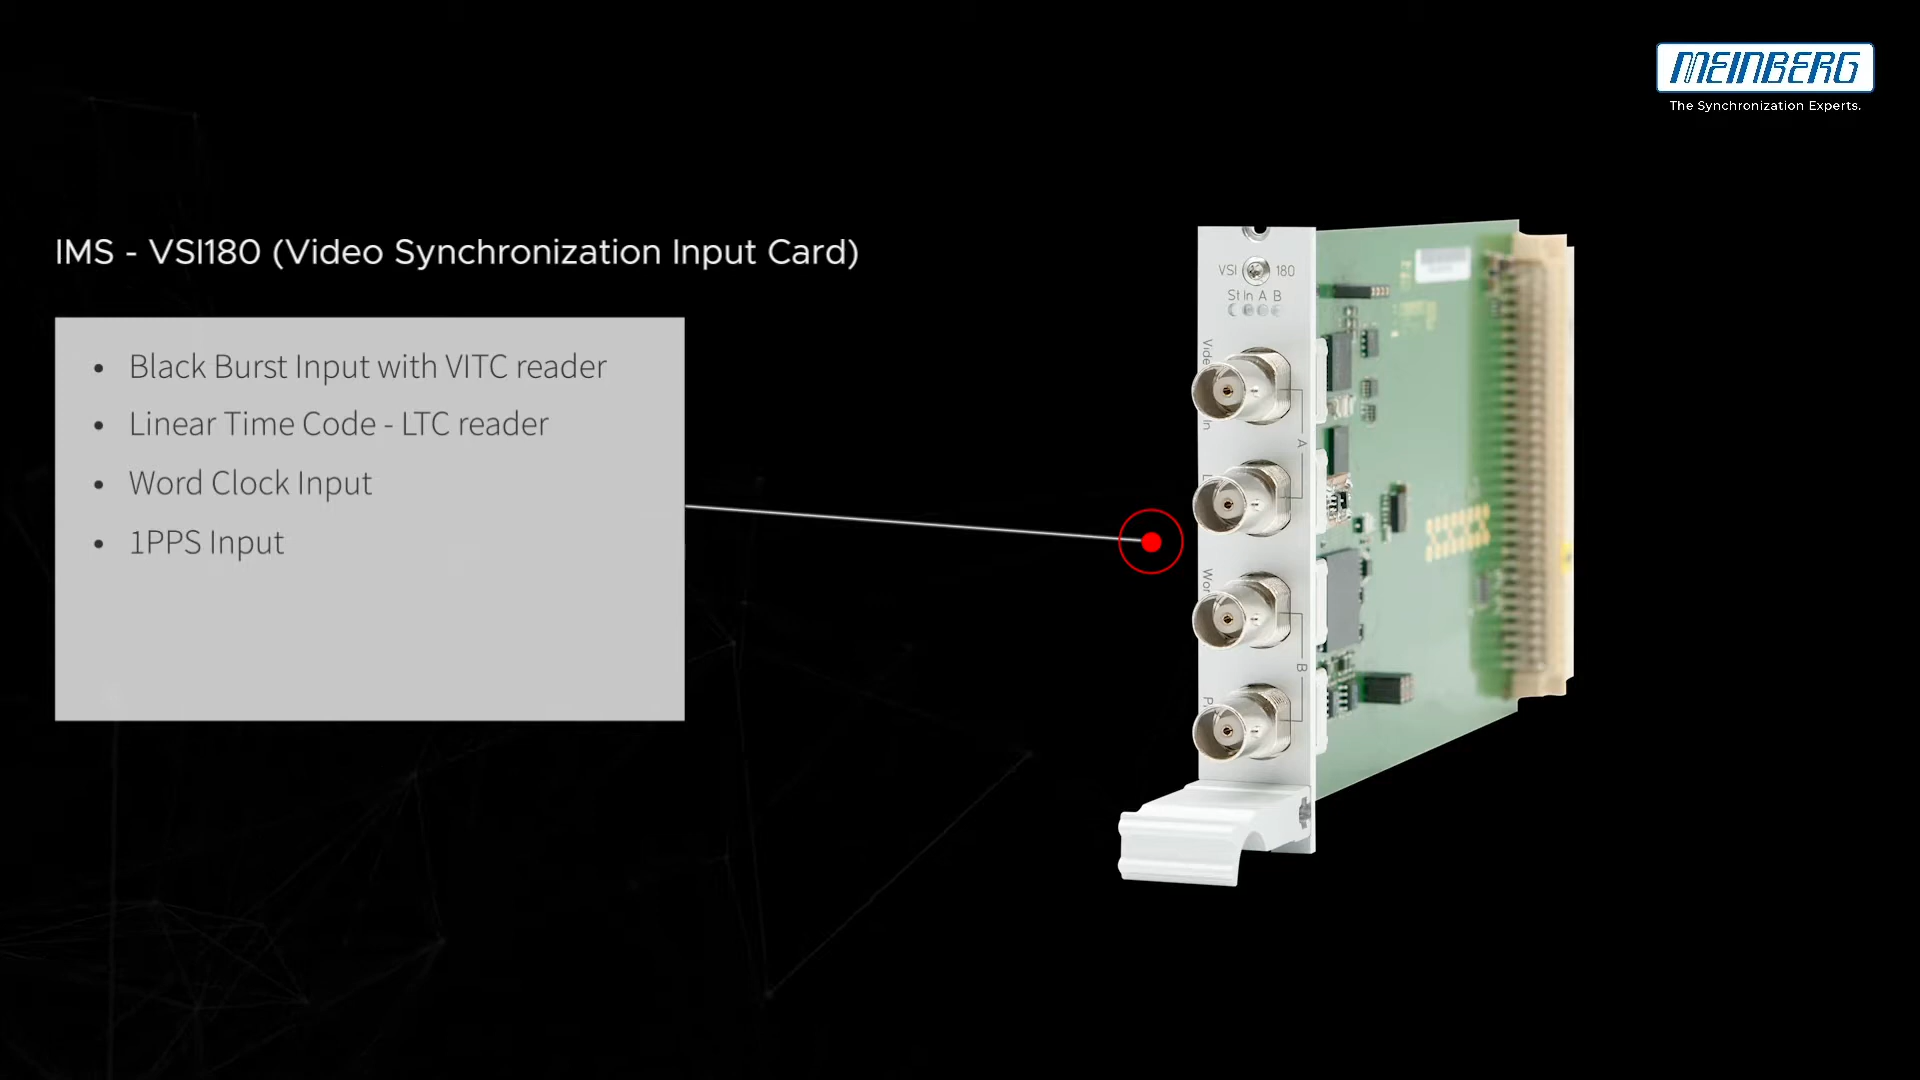 MEINBERG
The Synchronization Experts.
IMS - VSI180 (Video Synchronization Input Card)
• Black Burst Input with VITC reader
• Linear Time Code - LTC reader
• Word Clock Input
• 1PPS Input
VSI 180
St In A B
In
A
B